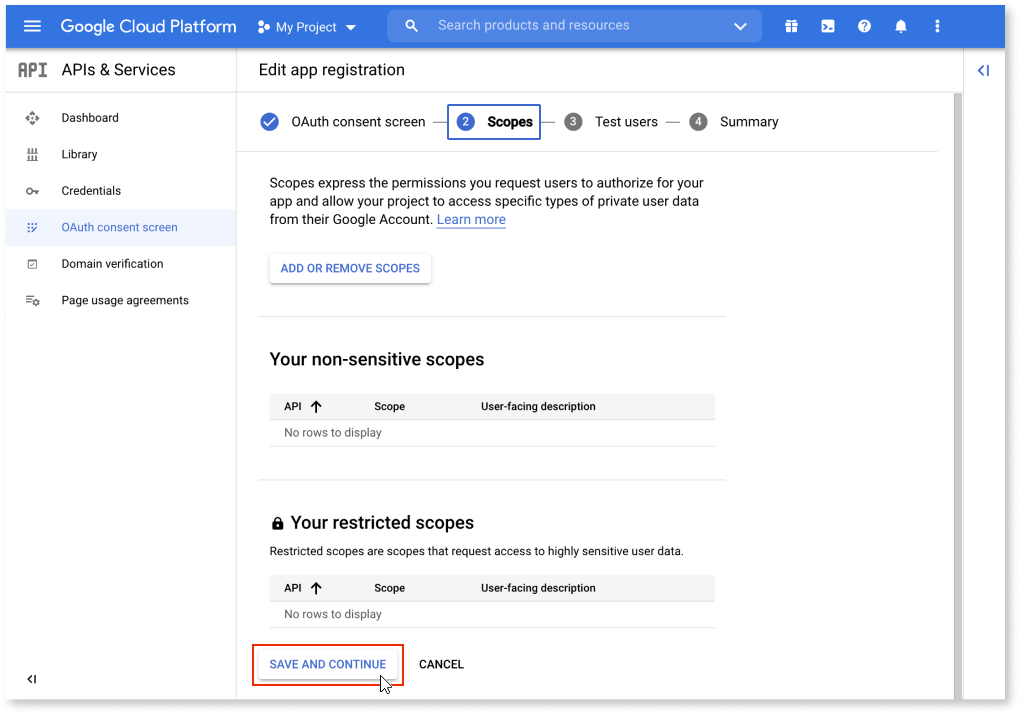 Google Cloud Platform My Project Search products and resources
API APIs & Services Edit app registration
Dashboard
Library
Credentials
OAuth consent screen
Domain verification
Page usage agreements
OAuth consent screen 2 Scopes 3 Test users 4 Summary
Scopes express the permissions you request users to authorize for your
app and allow your project to access specific types of private user data
from their Google Account. Learn more
ADD OR REMOVE SCOPES
Your non-sensitive scopes
API Scope User-facing description
No rows to display
Your restricted scopes
Restricted scopes are scopes that request access to highly sensitive user data.
API Scope User-facing description
No rows to display
SAVE AND CONTINUE CANCEL